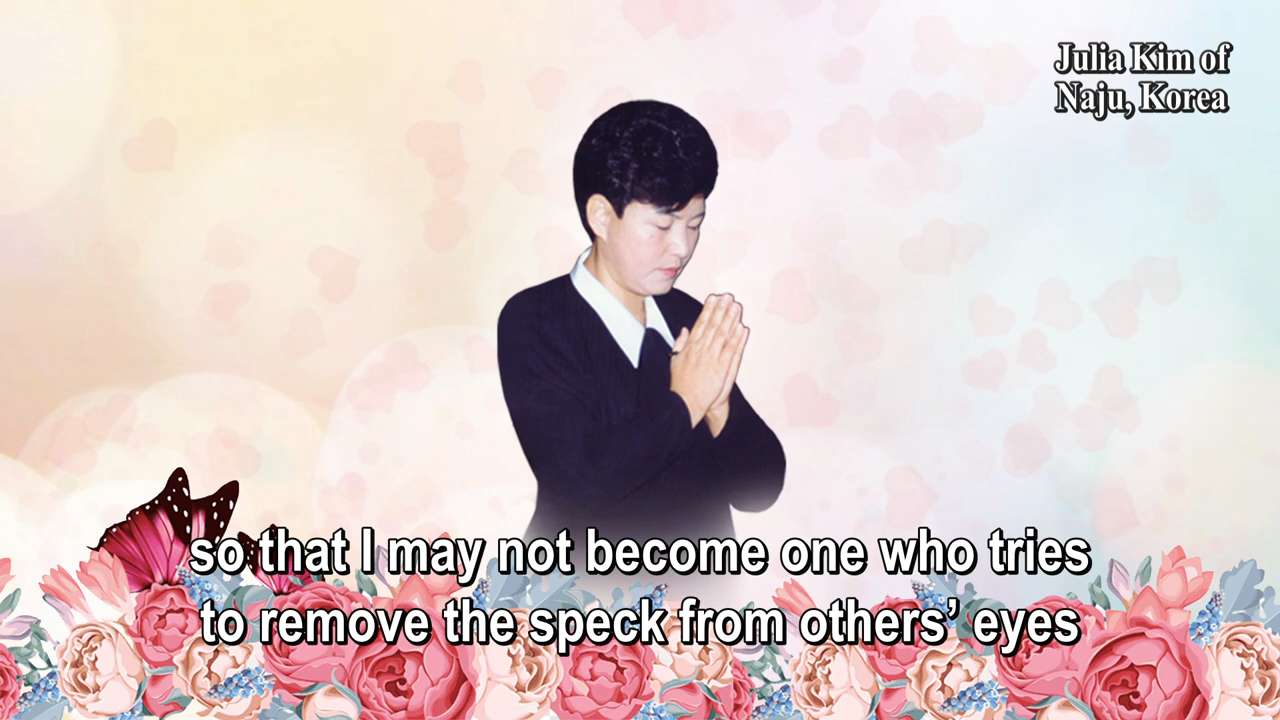 Julia Kim of
Naju, Korea
so that I may not become one who tries
to remove the speck from others’ eyes